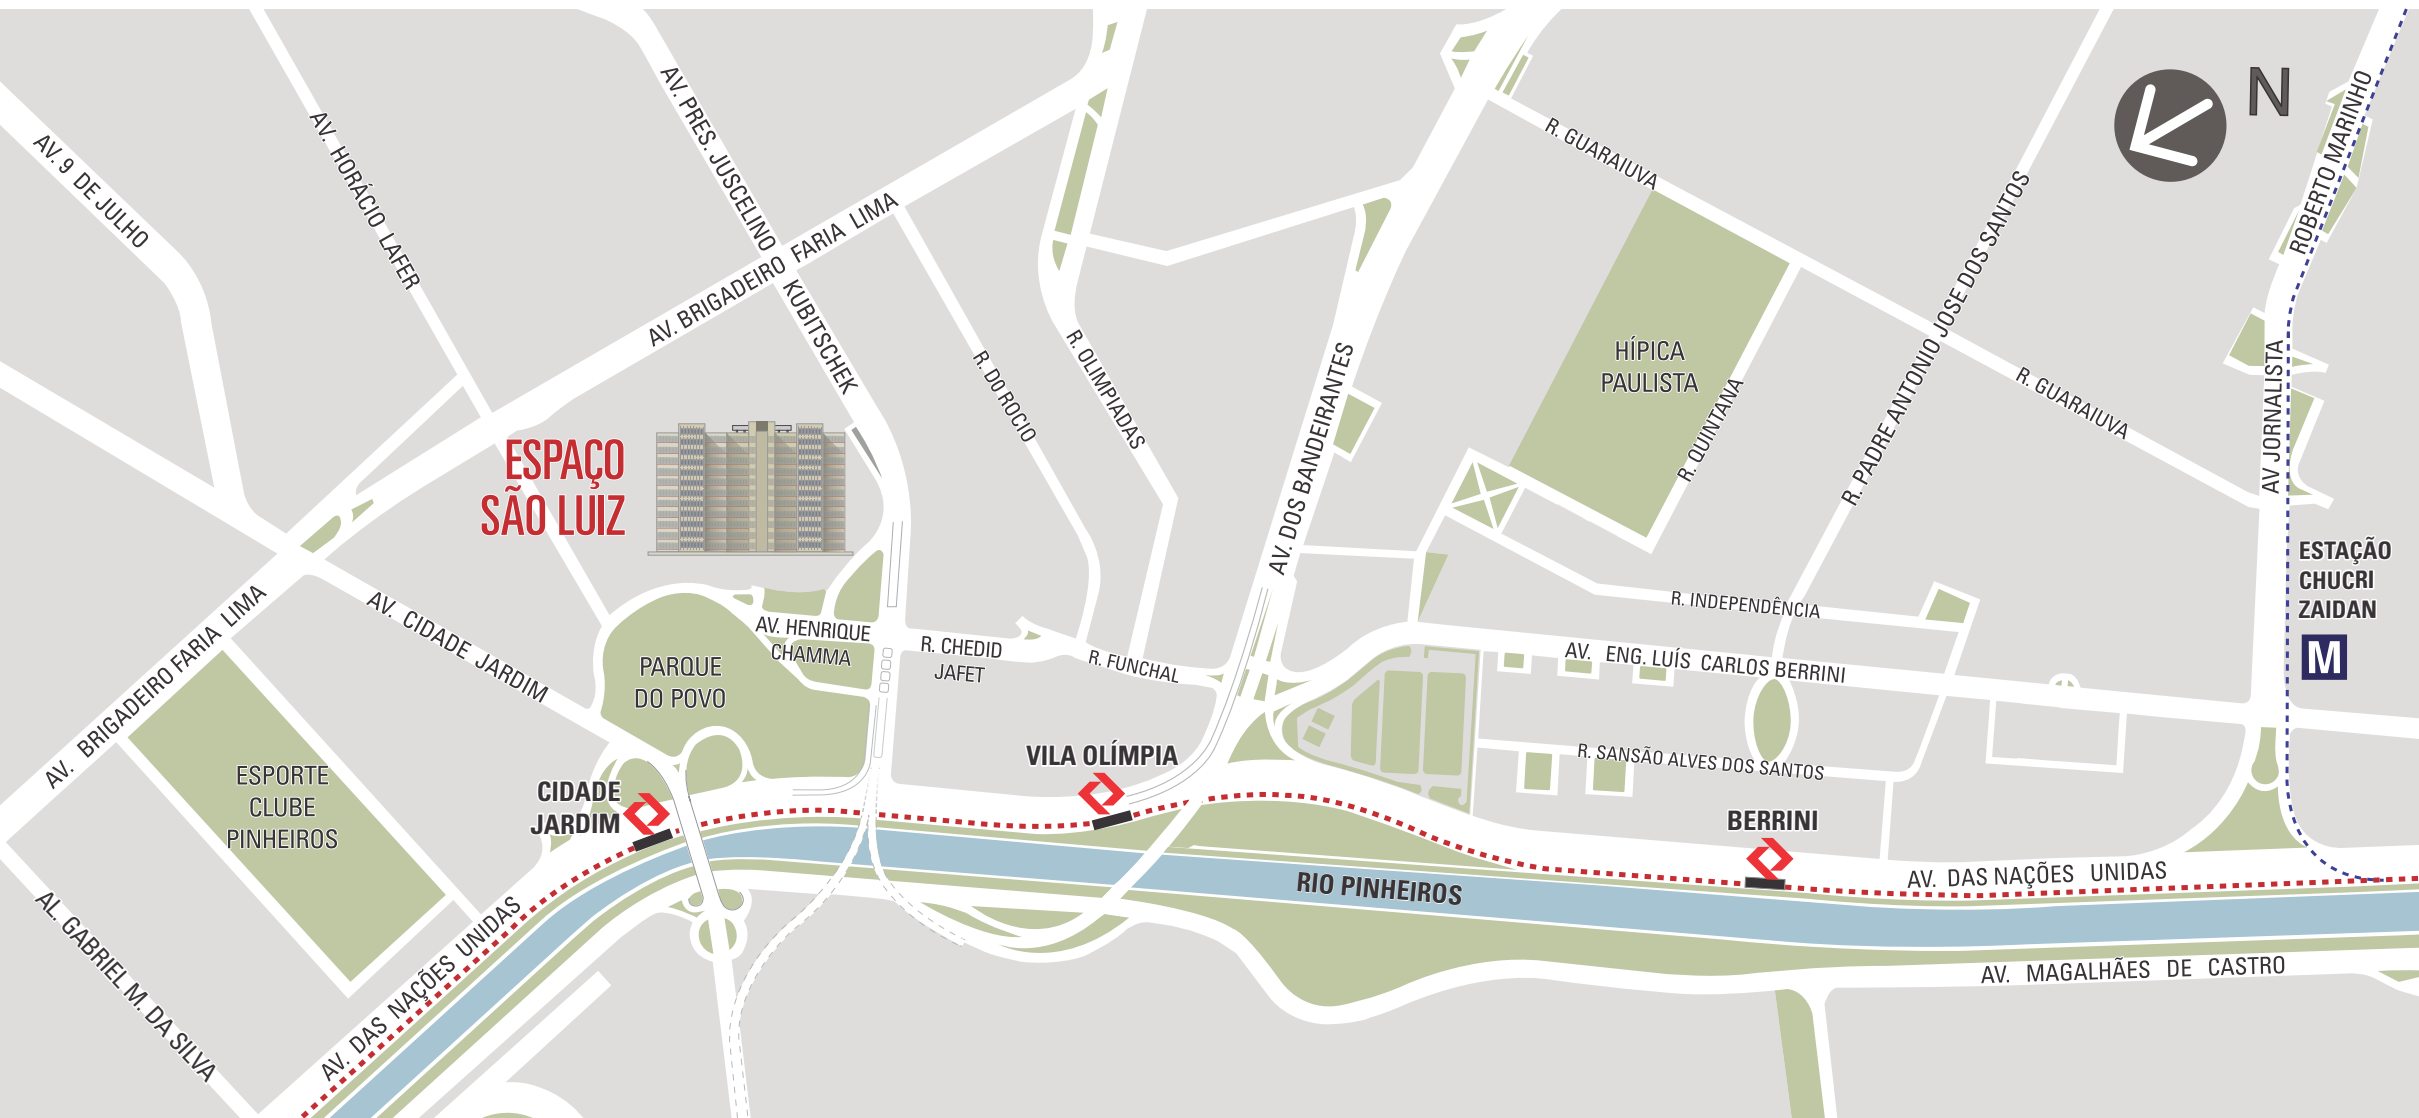 N
AV. 9 DE JULHO
AV. HORÁCIO LAFER
AV. PRES. JUSCELINO KUBITSCHEK
AV. BRIGADEIRO FARIA LIMA
R. DO ROCIO
R. OLIMPIADAS
AV. DOS BANDEIRANTES
R. GUARAIUVA
HÍPICA
PAULISTA
R. QUINTANA
R. PADRE ANTONIO JOSE DOS SANTOS
R. GUARAIUVA
AV JORNALISTA ROBERTO MARINHO
ESPAÇO
SÃO LUIZ
ESTAÇÃO
CHUCRI
ZAIDAN
M
AV. BRIGADEIRO FARIA LIMA
AV. CIDADE JARDIM
PARQUE
DO POVO
AV. HENRIQUE
CHAMMA
R. CHEDID
JAFET
R. FUNCHAL
R. INDEPENDÊNCIA
AV. ENG. LUÍS CARLOS BERRINI
R. SANSÃO ALVES DOS SANTOS
ESPORTE
CLUBE
PINHEIROS
CIDADE
JARDIM
VILA OLÍMPIA
BERRINI
AV. DAS NAÇÕES UNIDAS
RIO PINHEIROS
AL. GABRIEL M. DA SILVA
AV. DAS NAÇÕES UNIDAS
AV. MAGALHÃES DE CASTRO